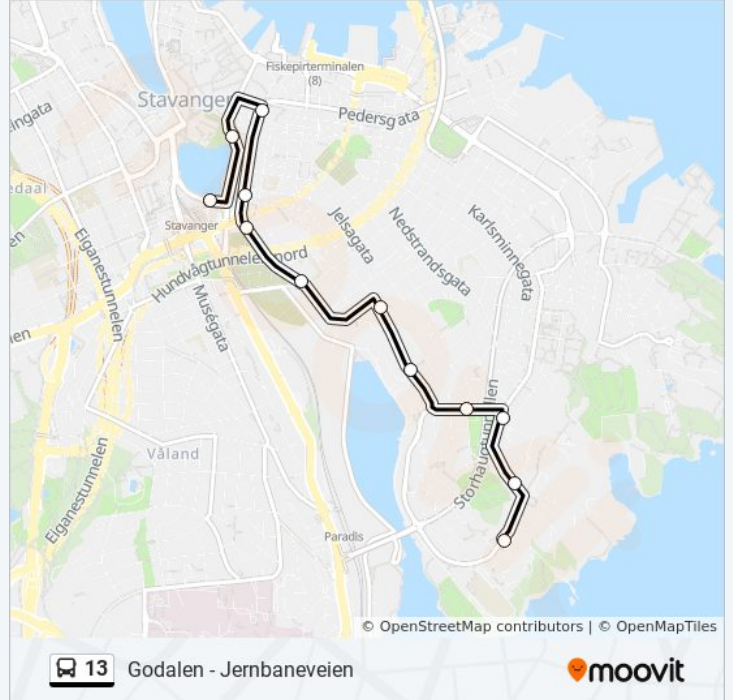 Fiskepirterminalen
(8)
Stavanger
Pedersgata
Stavanger
Jelsagata
Nedstrandsgata
Karlsminnegata
Eiganestunnelen
Hundvågtunnelen nord
Muségata
Storhaugtunnellen
Våland
Eiganestunnelen
Paradis
© OpenStreetMap contributors | © OpenMapTiles
13 Godalen - Jernbaneveien
moovit